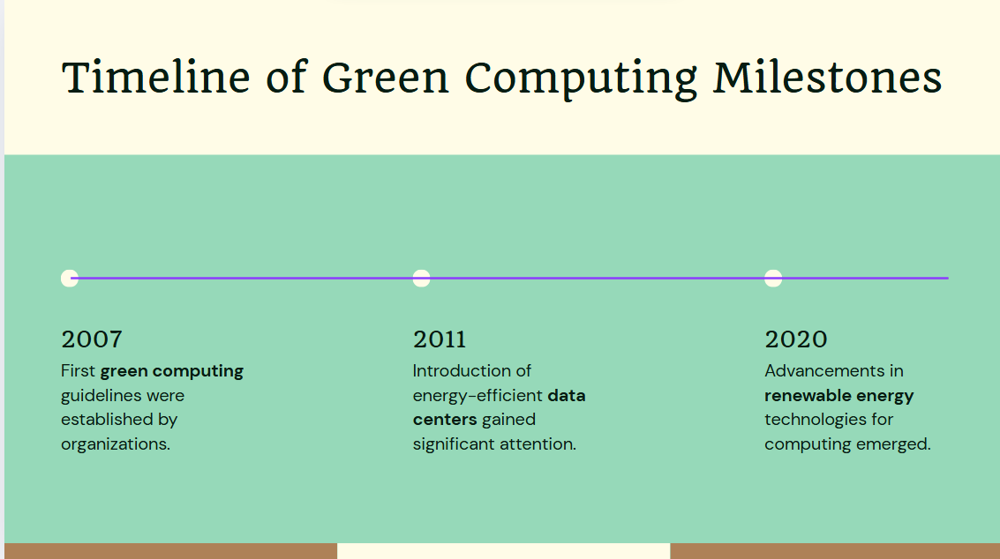 Timeline of Green Computing Milestones
2007
First green computing
guidelines were
established by
organizations.
2011
Introduction of
energy-efficient data
centers gained
significant attention.
2020
Advancements in
renewable energy
technologies for
computing emerged.